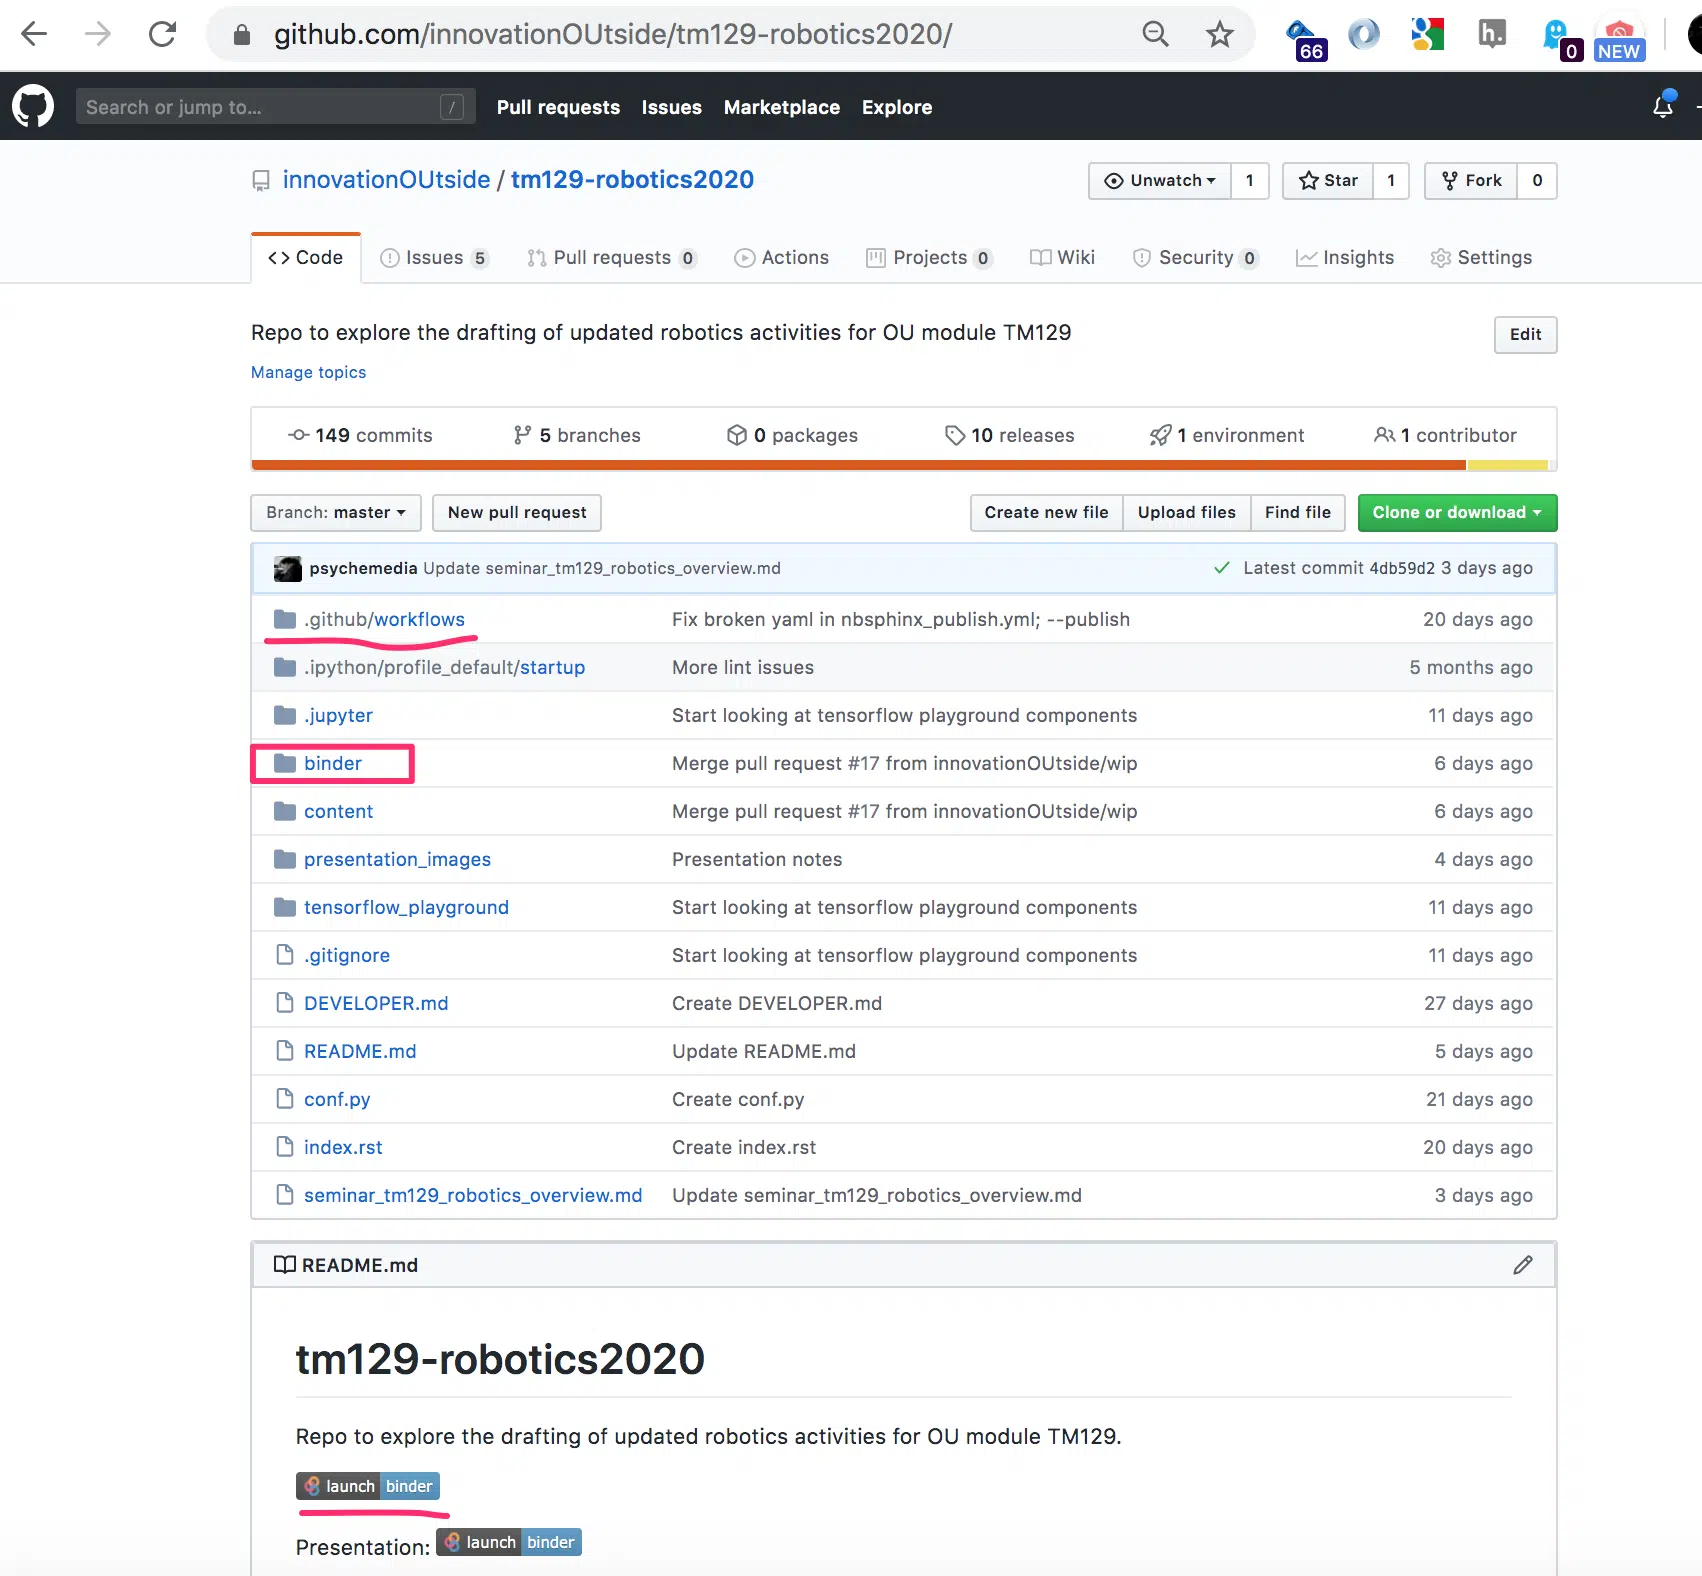 github.com/innovationOUtside/tm129-robotics2020/
66
h.
0
NEW
Search or jump to... /
Pull requests Issues Marketplace Explore
innovationOUtside / tm129-robotics2020
Unwatch 1 Star 1 Fork 0
Code Issues 5 Pull requests 0 Actions Projects 0 Wiki Security 0 Insights Settings
Repo to explore the drafting of updated robotics activities for OU module TM129
Edit
Manage topics
149 commits 5 branches 0 packages 10 releases 1 environment 1 contributor
Branch: master New pull request Create new file Upload files Find file Clone or download
psychemedia Update seminar_tm129_robotics_overview.md Latest commit 4db59d2 3 days ago
.github/workflows Fix broken yaml in nbsphinx_publish.yml; --publish 20 days ago
.ipython/profile_default/startup More lint issues 5 months ago
.jupyter Start looking at tensorflow playground components 11 days ago
binder Merge pull request #17 from innovationOUtside/wip 6 days ago
content Merge pull request #17 from innovationOUtside/wip 6 days ago
presentation_images Presentation notes 4 days ago
tensorflow_playground Start looking at tensorflow playground components 11 days ago
.gitignore Start looking at tensorflow playground components 11 days ago
DEVELOPER.md Create DEVELOPER.md 27 days ago
README.md Update README.md 5 days ago
conf.py Create conf.py 21 days ago
index.rst Create index.rst 20 days ago
seminar_tm129_robotics_overview.md Update seminar_tm129_robotics_overview.md 3 days ago
README.md
tm129-robotics2020
Repo to explore the drafting of updated robotics activities for OU module TM129.
launch binder
Presentation: launch binder